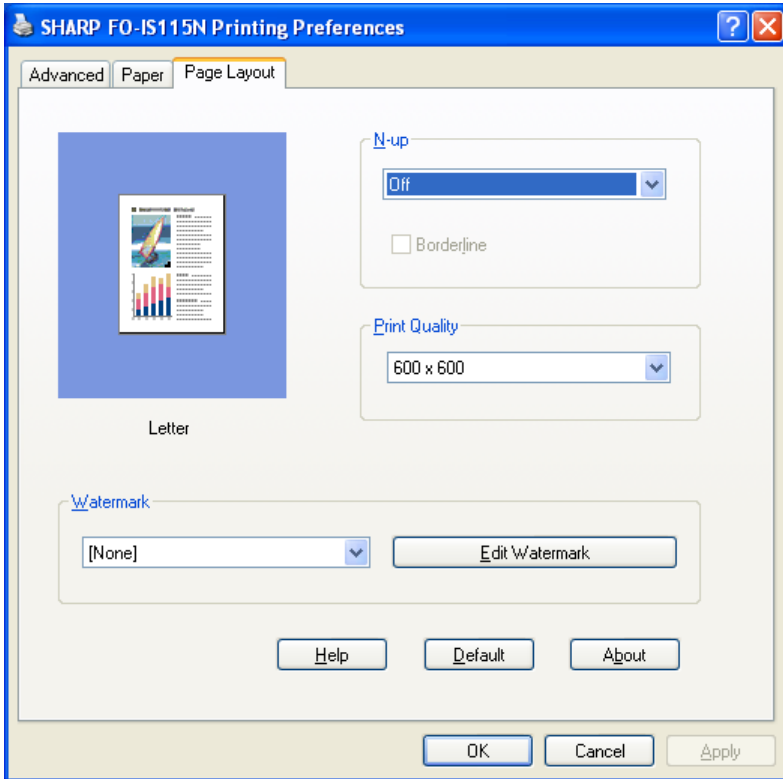 SHARP FO-IS115N Printing Preferences
Advanced
Paper
Page Layout
N-up
Off
Borderline
Print Quality
600 x 600
Letter
Watermark
[None]
Edit Watermark
Help
Default
About
OK
Cancel
Apply